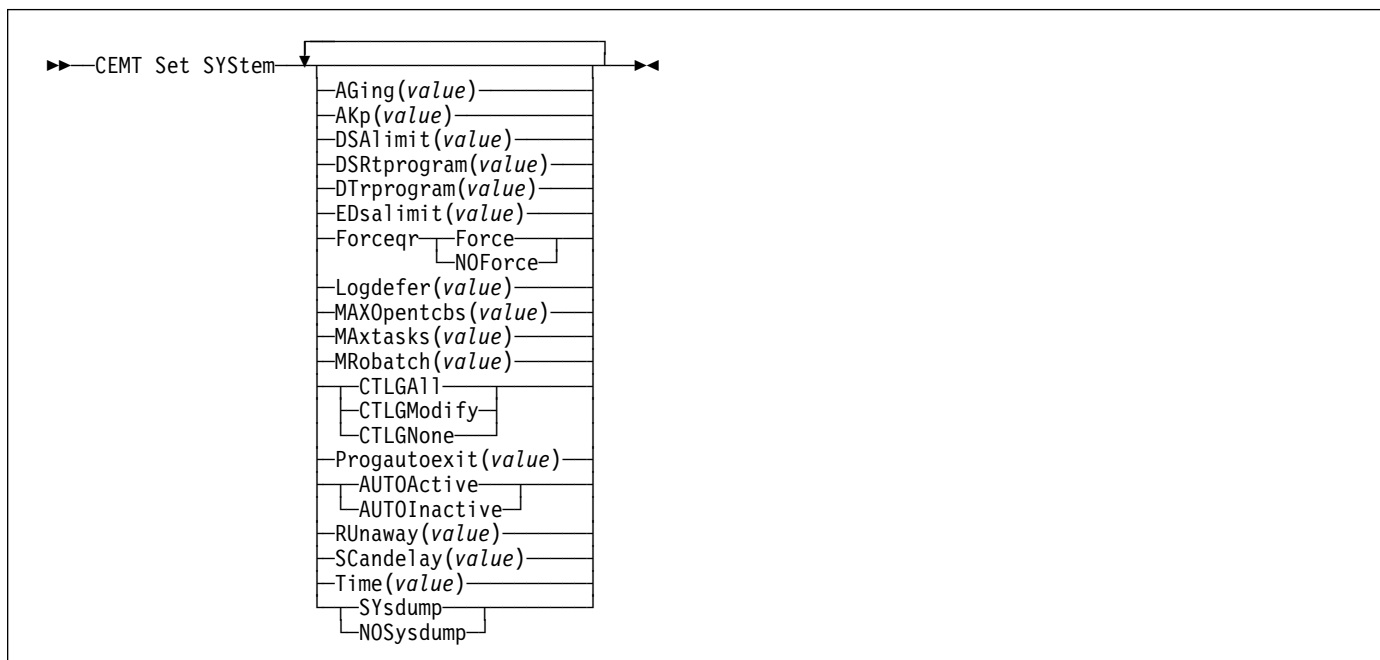 CEMT Set SYStem
AGing(value)
AKp(value)
DSAlimit(value)
DSRtprogram(value)
DTrprogram(value)
EDsalimit(value)
Forceqr Force
NOForce
Logdefer(value)
MAXOpentcbs(value)
MAxtasks(value)
MRobatch(value)
CTLGAll
CTLGModify
CTLGNone
Progautoexit(value)
AUTOActive
AUTOInactive
RUnaway(value)
SCandelay(value)
Time(value)
SYsdump
NOSysdump